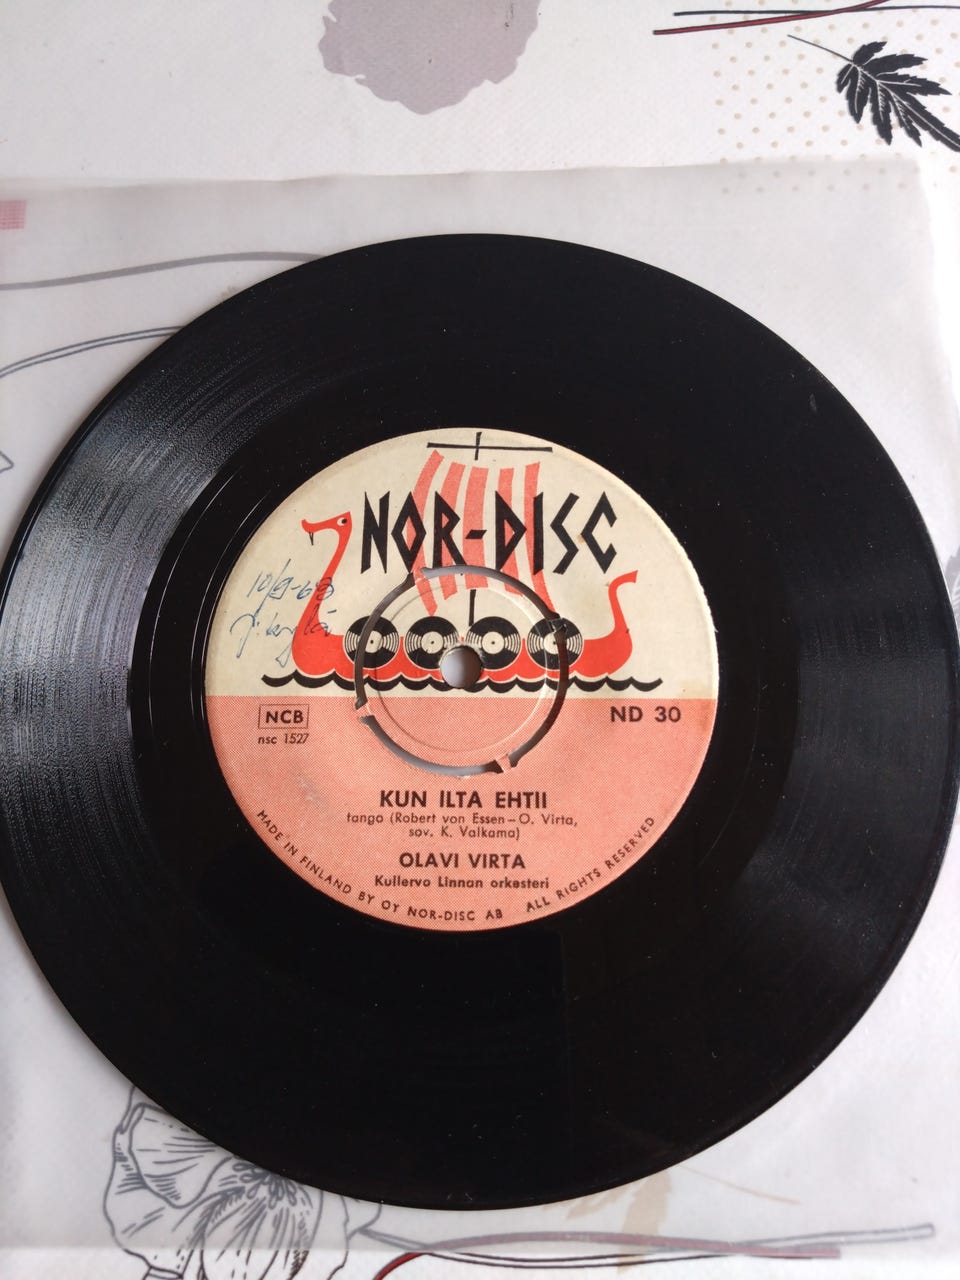 NOR-DISC
NCB
nsc 1527
ND 30
KUN ILTA EHTII
tango (Robert von Essen – O. Virta,
sov. K. Valkama)
OLAVI VIRTA
Kullervo Linnan orkesteri
MADE IN FINLAND BY OY NOR-DISC AB ALL RIGHTS RESERVED